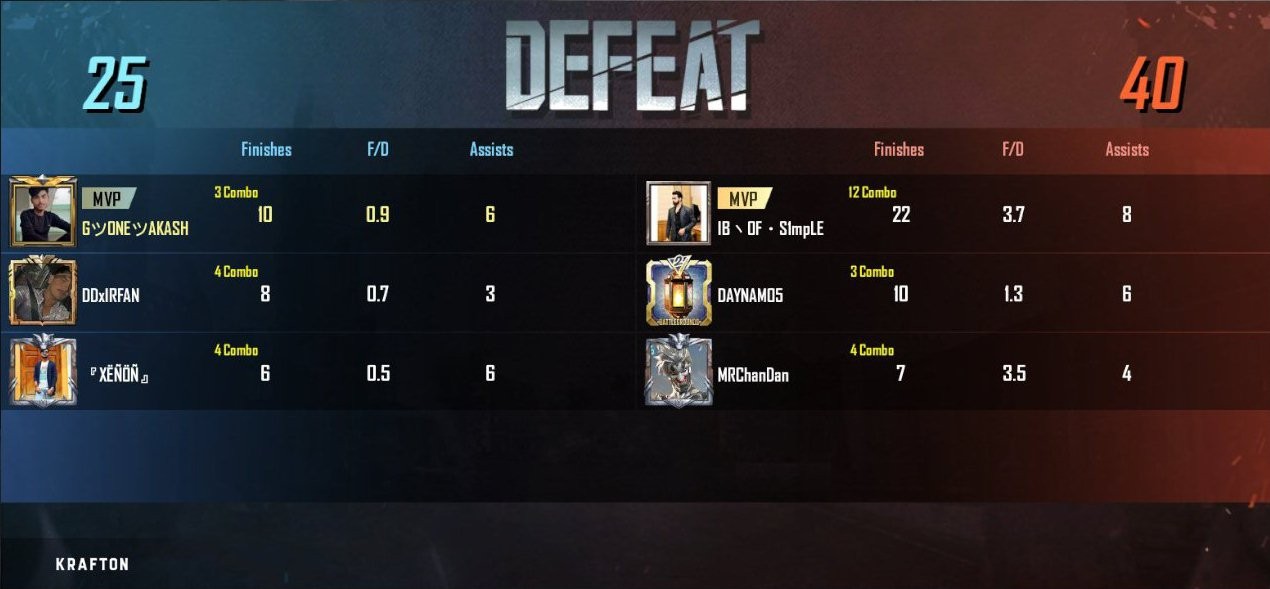 DEFEAT
25
40
Finishes F/D Assists
Finishes F/D Assists
MVP
GツONEツAKASH
3 Combo
10 0.9 6
MVP
IB丶OF・S1mpLE
12 Combo
22 3.7 8
DDxIRFAN
4 Combo
8 0.7 3
DAYNAM05
3 Combo
10 1.3 6
『XËÑÖÑ』
4 Combo
6 0.5 6
MRChanDan
4 Combo
7 3.5 4
KRAFTON